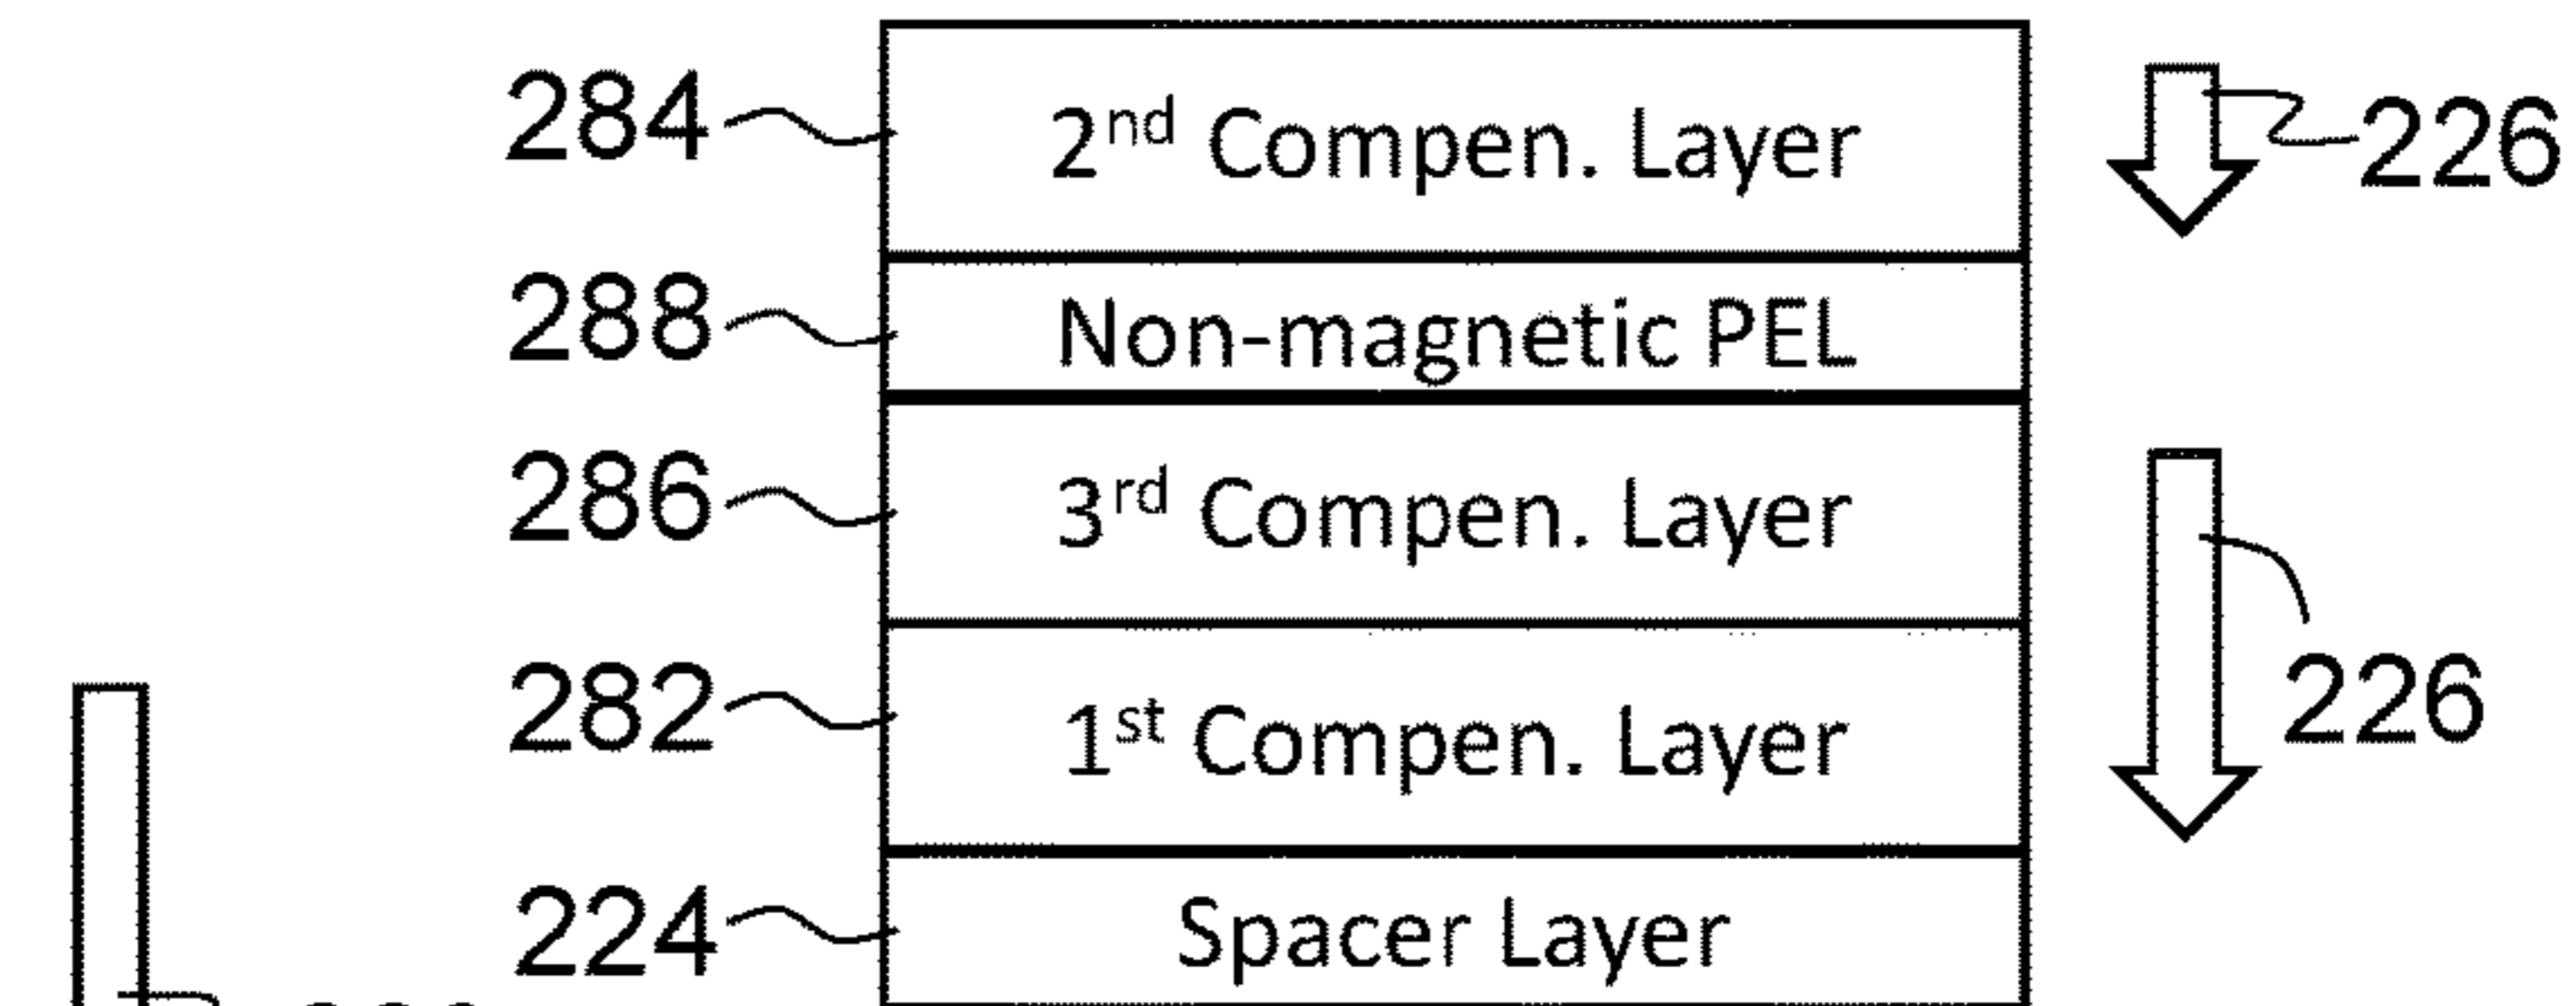 284 2nd Compen. Layer 226
288 Non-magnetic PEL
286 3rd Compen. Layer
282 1st Compen. Layer 226
224 Spacer Layer